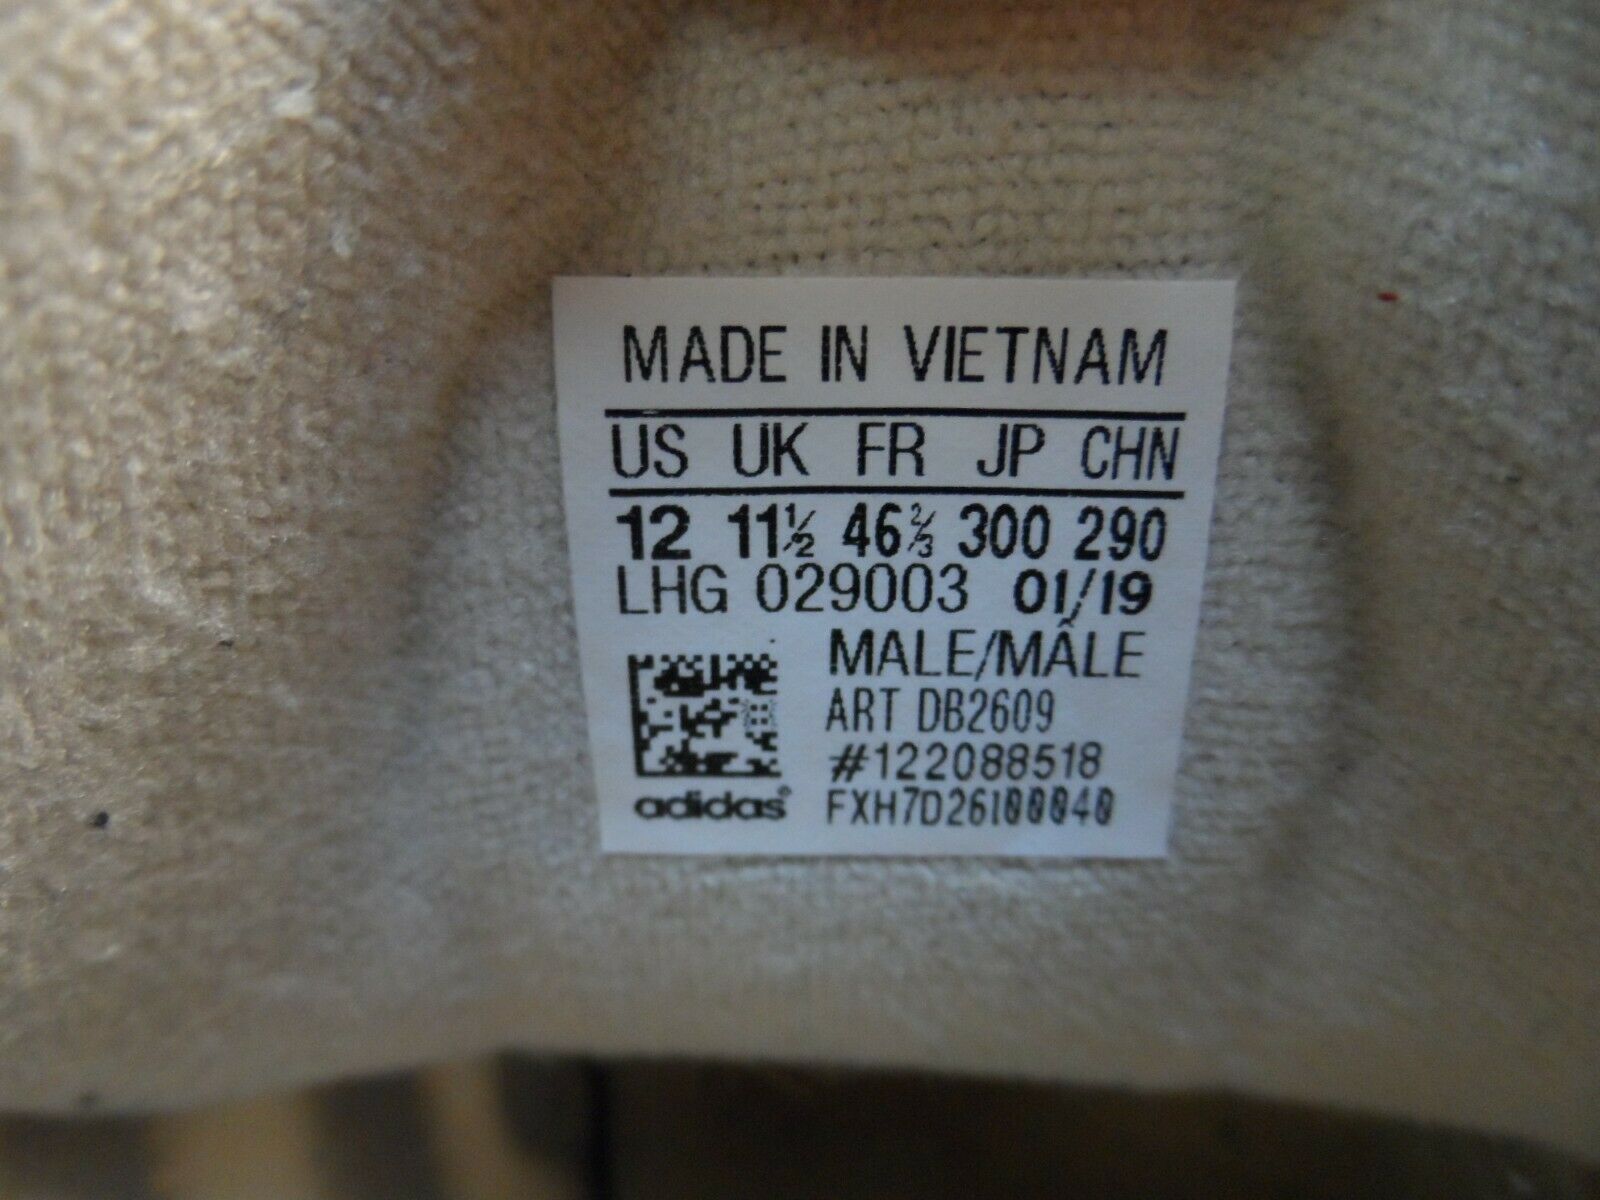 MADE IN VIETNAM
US UK FR JP CHN
12 11½ 46⅔ 300 290
LHG 029003 01/19
MALE/MÂLE
ART DB2609
#122088518
adidas® FXH7D26100040